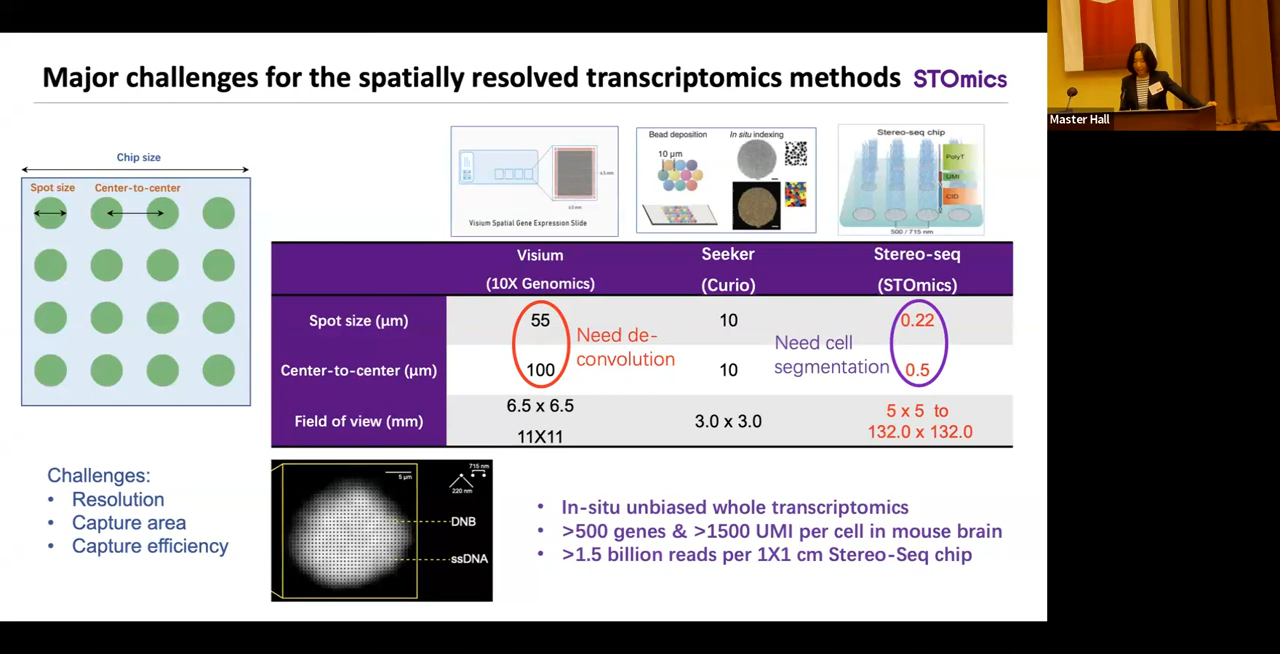 Major challenges for the spatially resolved transcriptomics methods STOmics
Master Hall
Chip size
Spot size Center-to-center
Visium Spatial Gene Expression Slide
Bead deposition In situ indexing
10 µm
Stereo-seq chip
PolyT
UMI
CID
500 / 715 nm
Visium
(10X Genomics)
Seeker
(Curio)
Stereo-seq
(STOmics)
Spot size (µm) 55 10 0.22
Need de-
convolution
Need cell
segmentation
Center-to-center (µm) 100 10 0.5
Field of view (mm)
6.5 x 6.5
11X11
3.0 x 3.0
5 x 5 to
132.0 x 132.0
Challenges:
• Resolution
• Capture area
• Capture efficiency
5 µm
715 nm
220 nm
DNB
ssDNA
• In-situ unbiased whole transcriptomics
• >500 genes & >1500 UMI per cell in mouse brain
• >1.5 billion reads per 1X1 cm Stereo-Seq chip